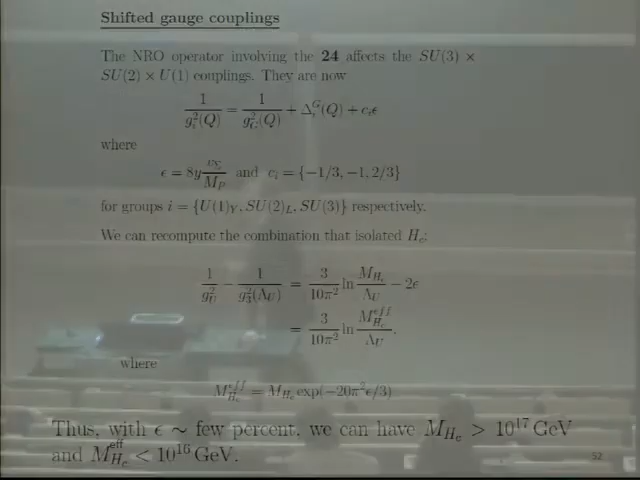 Shifted gauge couplings
The NRO operator involving the 24 affects the SU(3) ×
SU(2) × U(1) couplings. They are now
1/g_i^2(Q) = 1/g_U^2(Q) + Δ_i^G(Q) + c_iε
where
ε = 8y v_Σ/M_P and c_i = {−1/3, −1, 2/3}
for groups i = {U(1)_Y, SU(2)_L, SU(3)} respectively.
We can recompute the combination that isolated H_c:
1/g_U^2 − 1/g_3^2(Λ_U) = 3/10π^2 ln M_{H_c}/Λ_U − 2ε
= 3/10π^2 ln M_{H_c}^{eff}/Λ_U,
where
M_{H_c}^{eff} = M_{H_c} exp(−20π^2ε/3)
Thus, with ε ∼ few percent, we can have M_{H_c} > 10^{17} GeV
and M_{H_c}^{eff} < 10^{16} GeV.
52